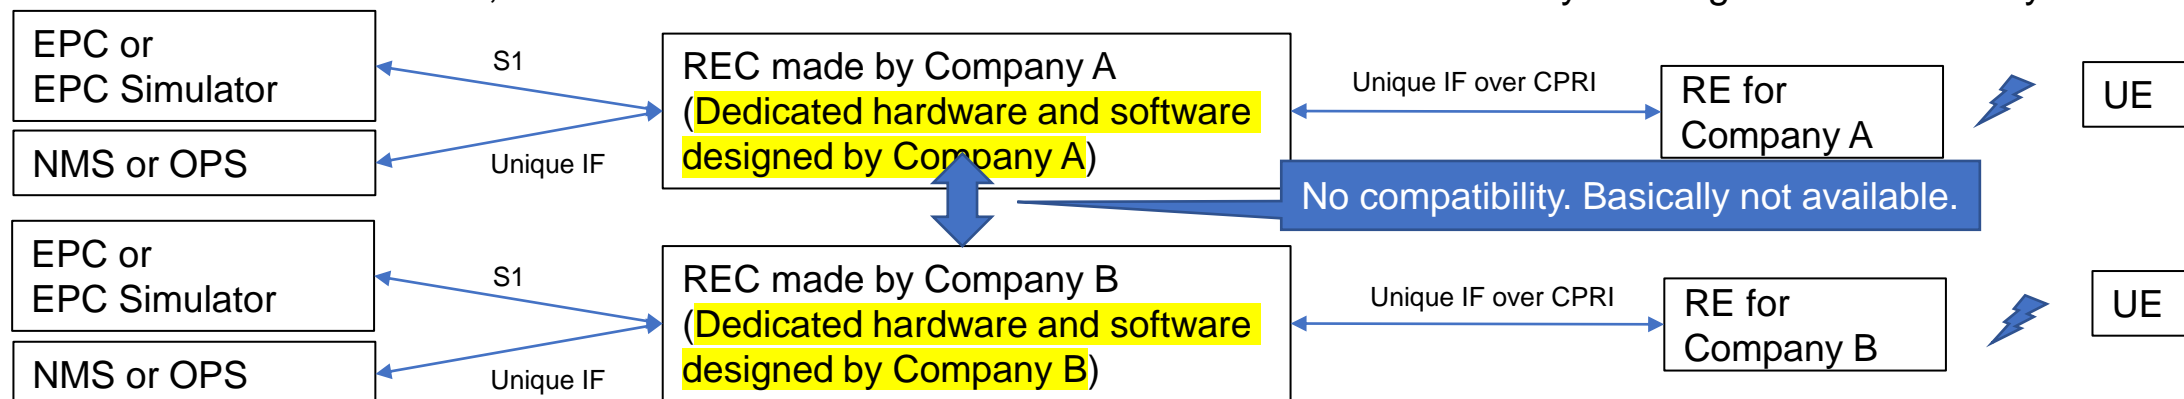 EPC or
EPC Simulator
S1
NMS or OPS
Unique IF
REC made by Company A
(Dedicated hardware and software
designed by Company A)
Unique IF over CPRI
RE for
Company A
UE
No compatibility. Basically not available.
EPC or
EPC Simulator
S1
NMS or OPS
Unique IF
REC made by Company B
(Dedicated hardware and software
designed by Company B)
Unique IF over CPRI
RE for
Company B
UE